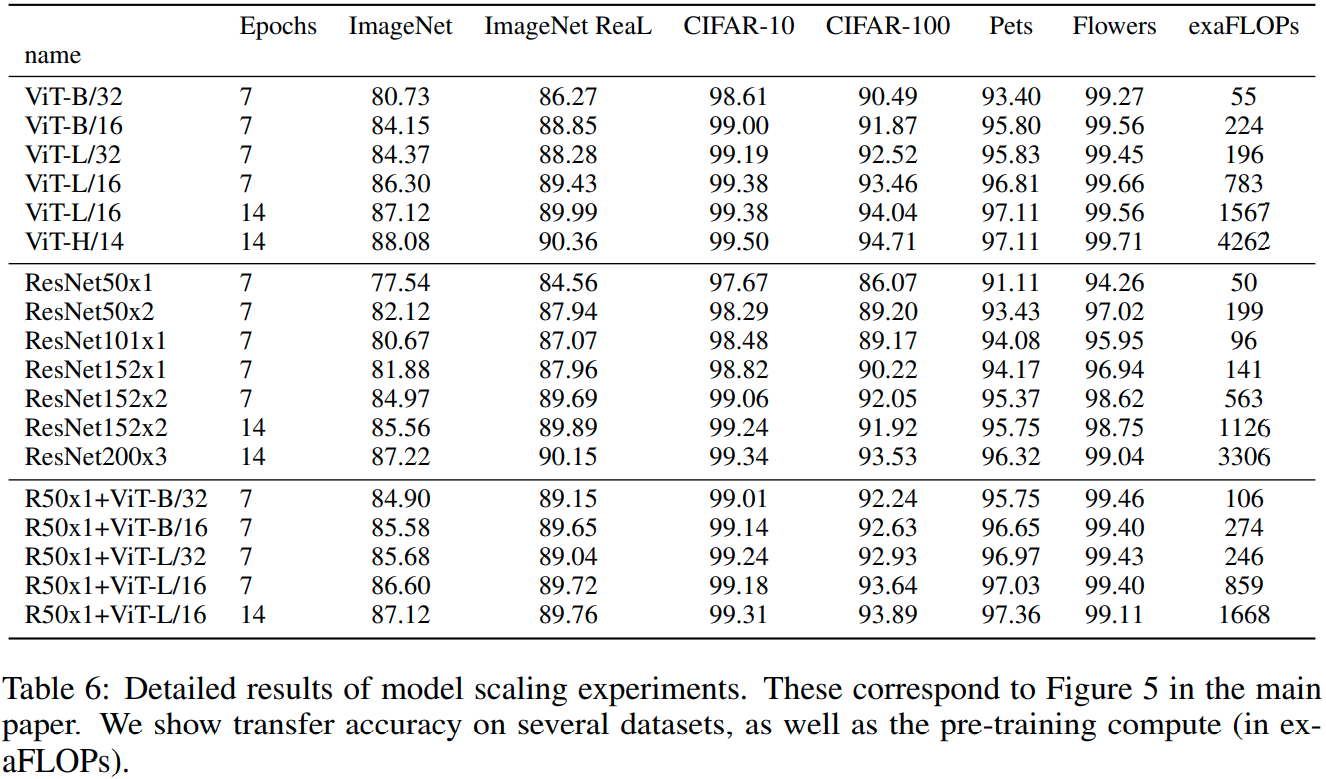 Epochs ImageNet ImageNet ReaL CIFAR-10 CIFAR-100 Pets Flowers exaFLOPs
name
ViT-B/32 7 80.73 86.27 98.61 90.49 93.40 99.27 55
ViT-B/16 7 84.15 88.85 99.00 91.87 95.80 99.56 224
ViT-L/32 7 84.37 88.28 99.19 92.52 95.83 99.45 196
ViT-L/16 7 86.30 89.43 99.38 93.46 96.81 99.66 783
ViT-L/16 14 87.12 89.99 99.38 94.04 97.11 99.56 1567
ViT-H/14 14 88.08 90.36 99.50 94.71 97.11 99.71 4262
ResNet50x1 7 77.54 84.56 97.67 86.07 91.11 94.26 50
ResNet50x2 7 82.12 87.94 98.29 89.20 93.43 97.02 199
ResNet101x1 7 80.67 87.07 98.48 89.17 94.08 95.95 96
ResNet152x1 7 81.88 87.96 98.82 90.22 94.17 96.94 141
ResNet152x2 7 84.97 89.69 99.06 92.05 95.37 98.62 563
ResNet152x2 14 85.56 89.89 99.24 91.92 95.75 98.75 1126
ResNet200x3 14 87.22 90.15 99.34 93.53 96.32 99.04 3306
R50x1+ViT-B/32 7 84.90 89.15 99.01 92.24 95.75 99.46 106
R50x1+ViT-B/16 7 85.58 89.65 99.14 92.63 96.65 99.40 274
R50x1+ViT-L/32 7 85.68 89.04 99.24 92.93 96.97 99.43 246
R50x1+ViT-L/16 7 86.60 89.72 99.18 93.64 97.03 99.40 859
R50x1+ViT-L/16 14 87.12 89.76 99.31 93.89 97.36 99.11 1668
Table 6: Detailed results of model scaling experiments. These correspond to Figure 5 in the main
paper. We show transfer accuracy on several datasets, as well as the pre-training compute (in ex-
aFLOPs).